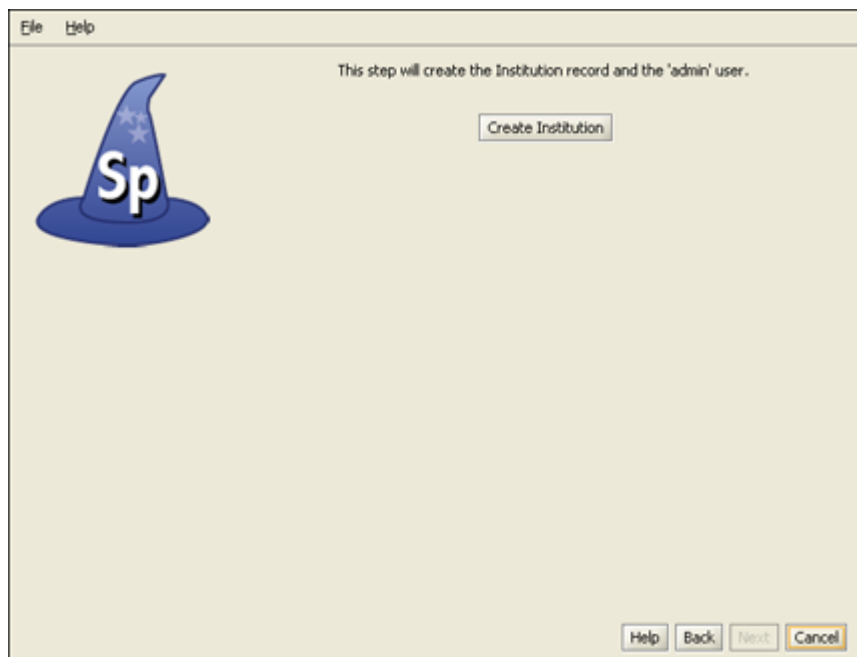 File Help
This step will create the Institution record and the 'admin' user.
Create Institution
Sp
Help Back Next Cancel